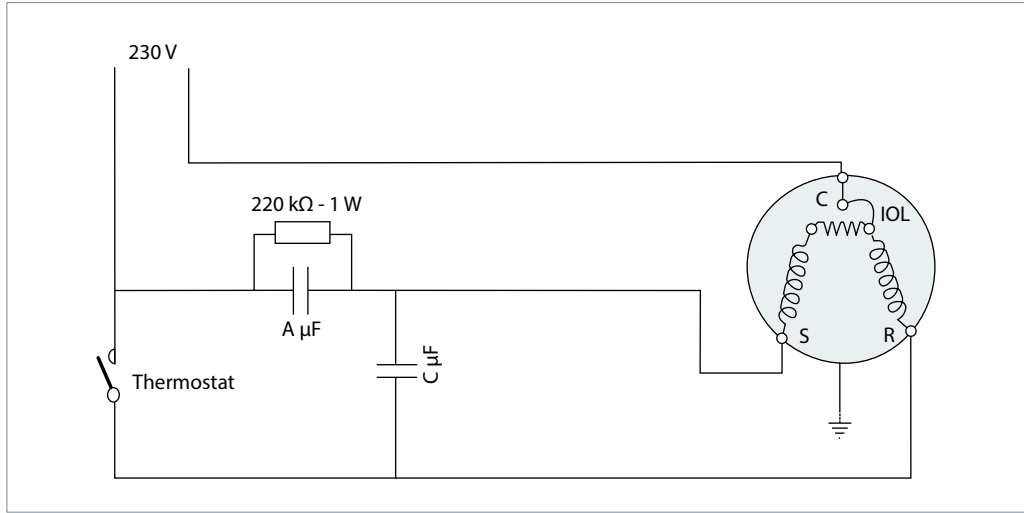 230 V
220 kΩ - 1 W
A µF
C µF
Thermostat
C
IOL
S
R